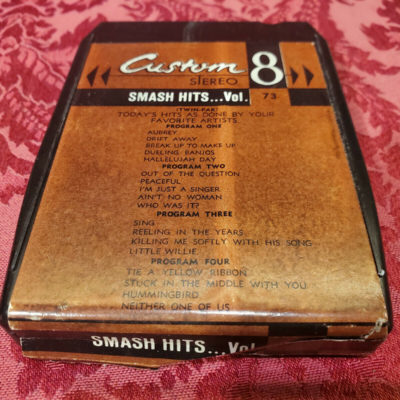 Custom 8
STEREO
SMASH HITS...Vol. 73
(TWIN-PAK)
TODAY'S HITS AS DONE BY YOUR
FAVORITE ARTISTS.
PROGRAM ONE
AUBREY
DRIFT AWAY
BREAK UP TO MAKE UP
DUELING BANJOS
HALLELUJAH DAY
PROGRAM TWO
OUT OF THE QUESTION
PEACEFUL
I'M JUST A SINGER
AIN'T NO WOMAN
WHO WAS IT?
PROGRAM THREE
SING
REELING IN THE YEARS
KILLING ME SOFTLY WITH HIS SONG
LITTLE WILLIE
PROGRAM FOUR
TIE A YELLOW RIBBON
STUCK IN THE MIDDLE WITH YOU
HUMMINGBIRD
NEITHER ONE OF US
SMASH HITS...Vol.